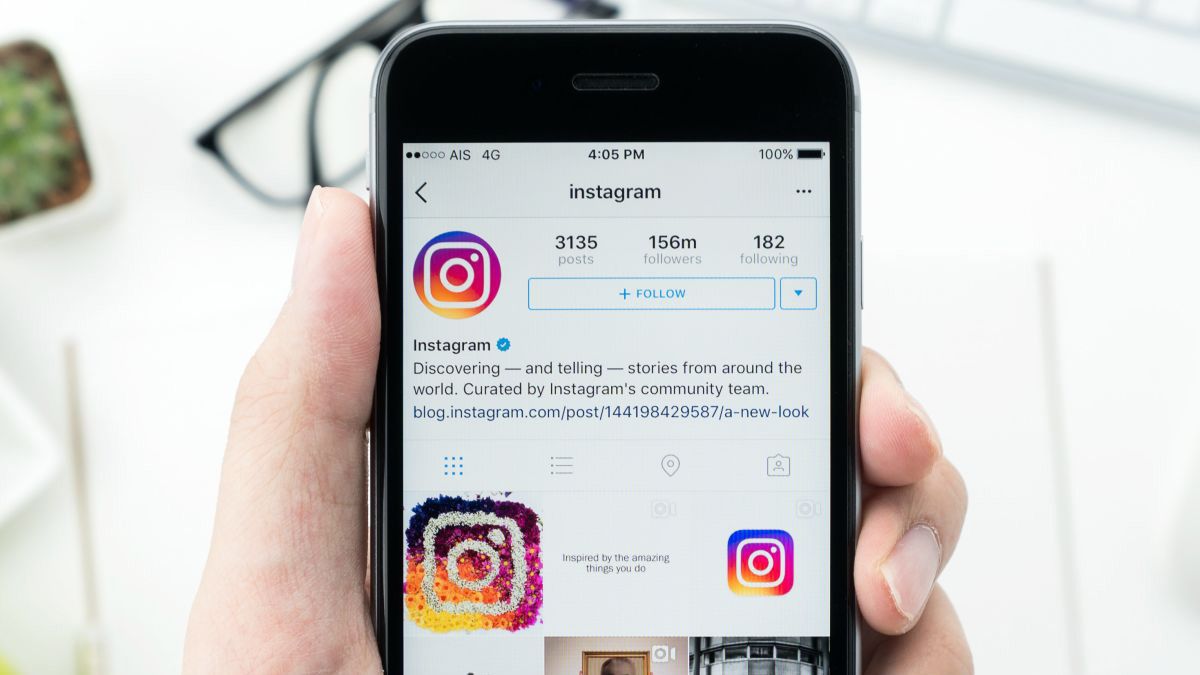 AIS 4G 4:05 PM 100%
instagram
3135 156m 182
posts followers following
+ FOLLOW
Instagram
Discovering — and telling — stories from around the
world. Curated by Instagram's community team.
blog.instagram.com/post/144198429587/a-new-look
Inspired by the amazing
things you do